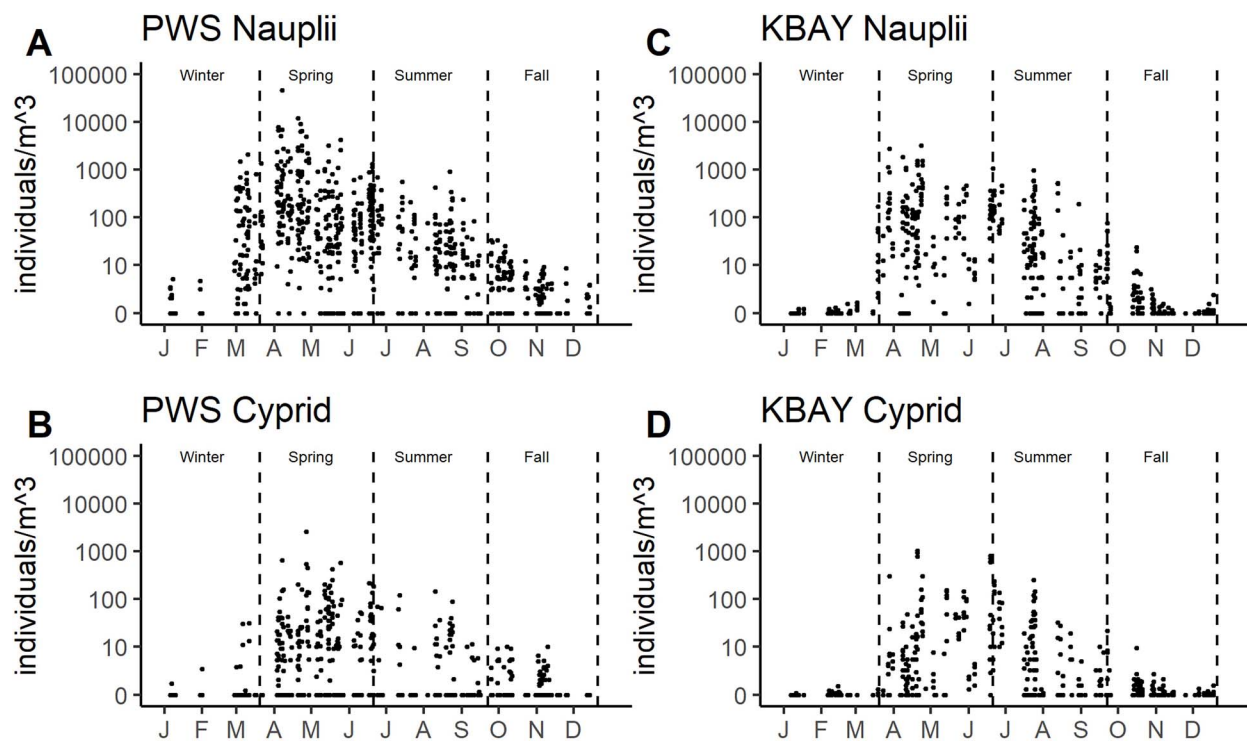 A PWS Nauplii
individuals/m^3
100000
10000
1000
100
10
0
Winter Spring Summer Fall
J F M A M J J A S O N D
C KBAY Nauplii
individuals/m^3
100000
10000
1000
100
10
0
Winter Spring Summer Fall
J F M A M J J A S O N D
B PWS Cyprid
individuals/m^3
100000
10000
1000
100
10
0
Winter Spring Summer Fall
J F M A M J J A S O N D
D KBAY Cyprid
individuals/m^3
100000
10000
1000
100
10
0
Winter Spring Summer Fall
J F M A M J J A S O N D